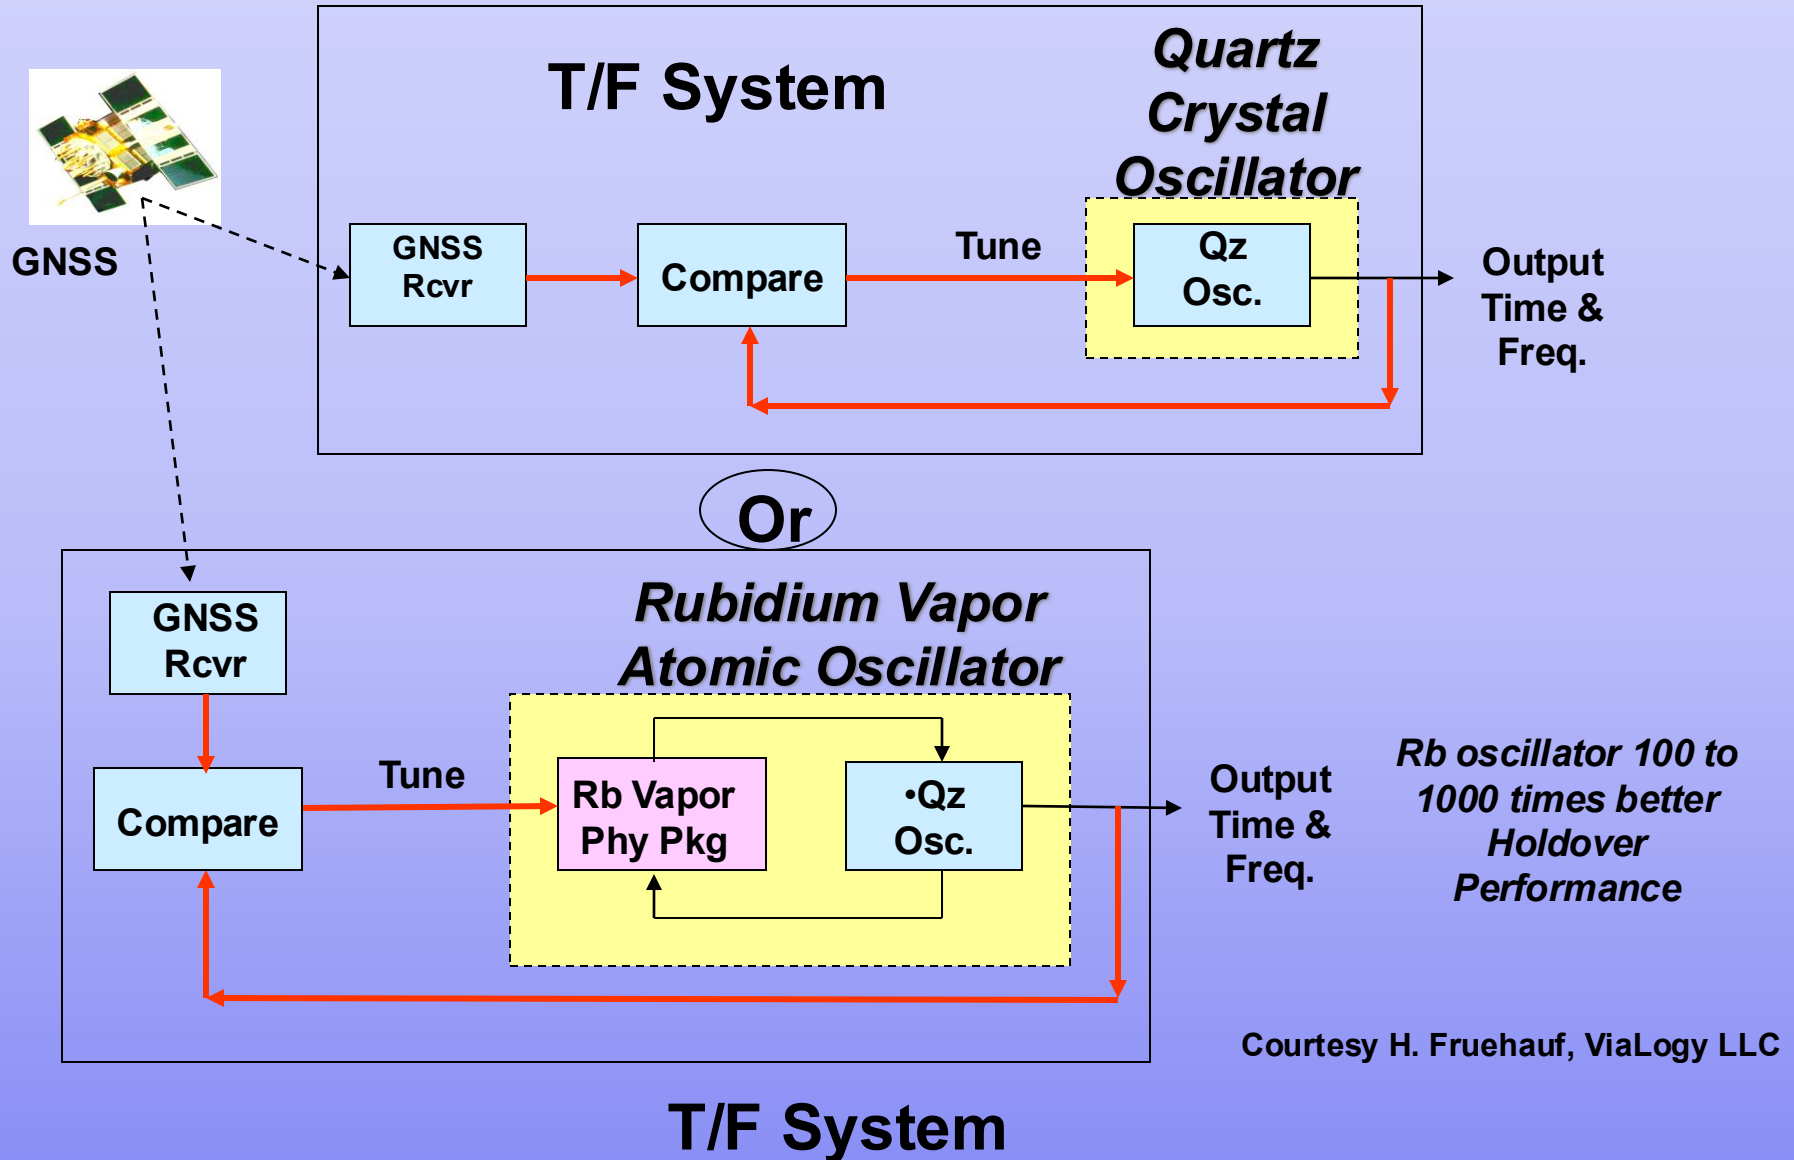 T/F System
Quartz
Crystal
Oscillator
GNSS
GNSS
Rcvr
Compare
Tune
Qz
Osc.
Output
Time &
Freq.
Or
Rubidium Vapor
Atomic Oscillator
GNSS
Rcvr
Compare
Tune
Rb Vapor
Phy Pkg
•Qz
Osc.
Output
Time &
Freq.
Rb oscillator 100 to
1000 times better
Holdover
Performance
Courtesy H. Fruehauf, ViaLogy LLC
T/F System